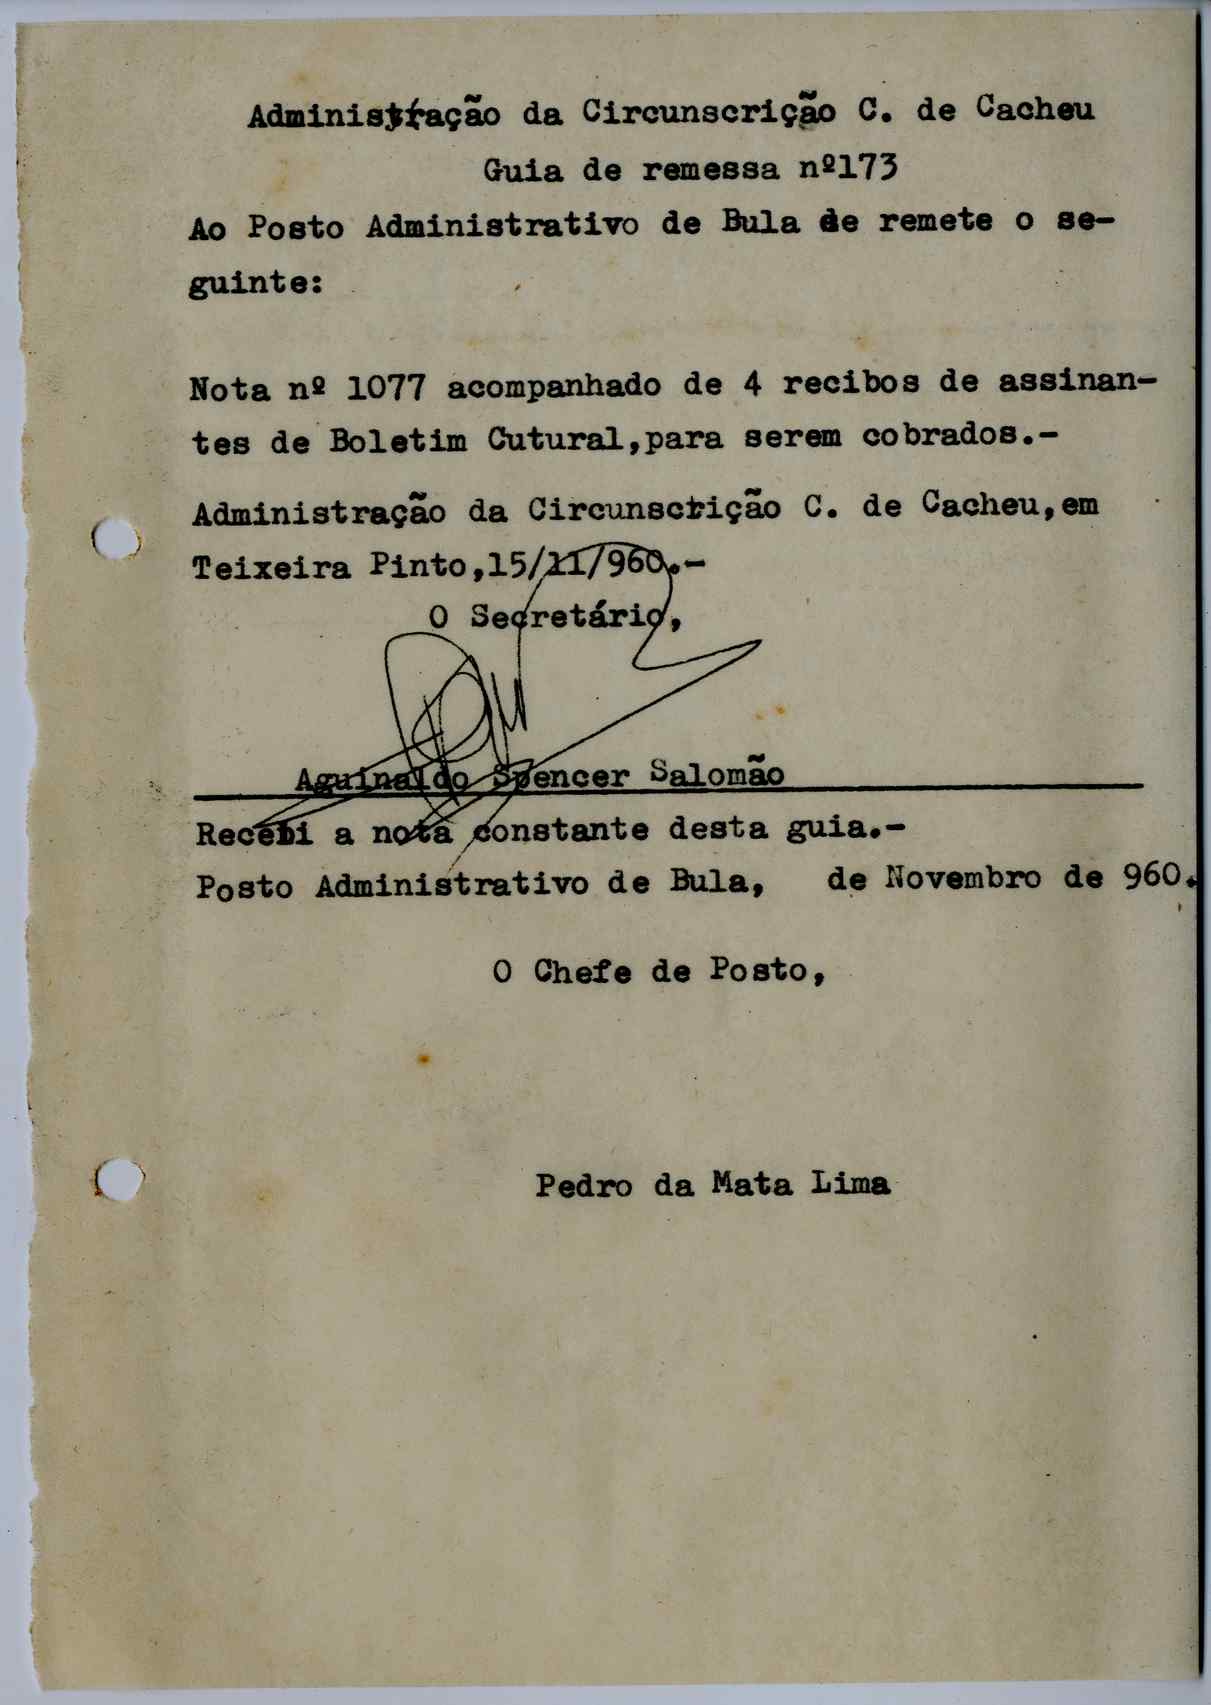 Administração da Circunscrição C. de Cacheu
Guia de remessa nº173
Ao Posto Administrativo de Bula de remete o se-
guinte:
Nota nº 1077 acompanhado de 4 recibos de assinan-
tes de Boletim Cutural,para serem cobrados.-
Administração da Circunscrição C. de Cacheu,em
Teixeira Pinto,15/11/960.-
O Secretário,
Aguinaldo Spencer Salomão
Recebi a nota constante desta guia.-
Posto Administrativo de Bula, de Novembro de 960.
O Chefe de Posto,
Pedro da Mata Lima